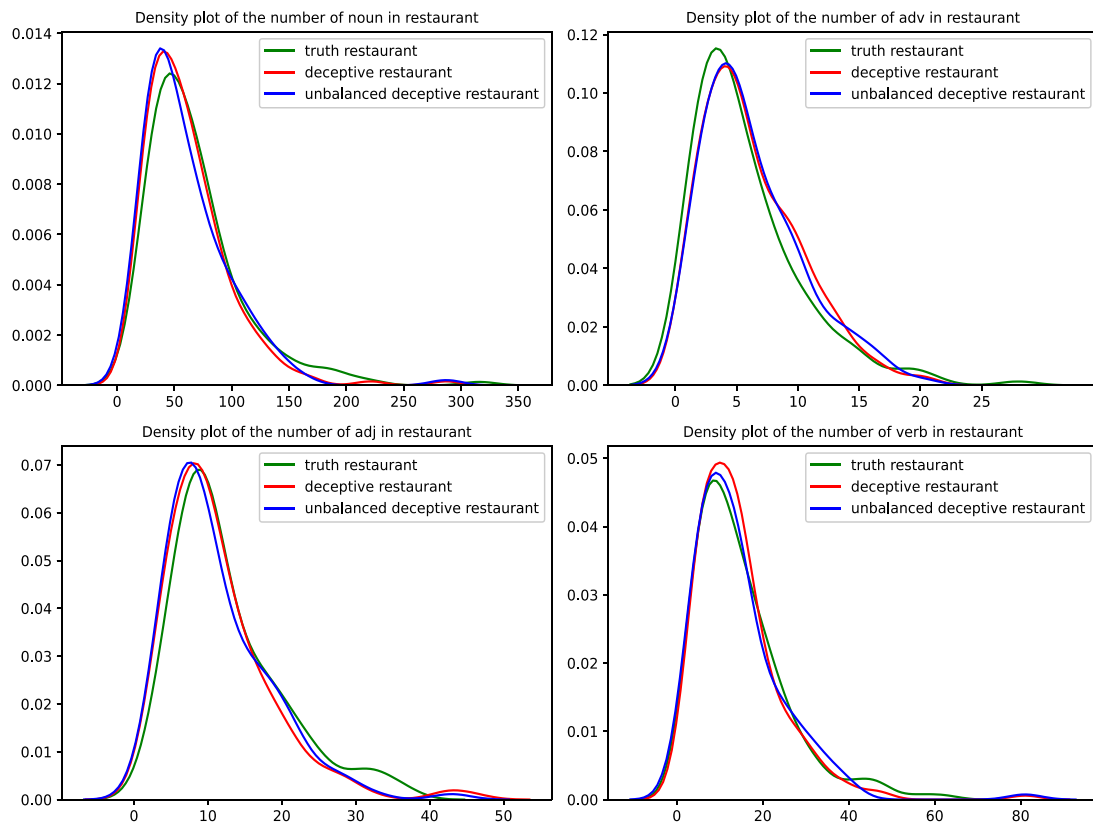 Density plot of the number of noun in restaurant
0.014
0.012
0.010
0.008
0.006
0.004
0.002
0.000
0 50 100 150 200 250 300 350
truth restaurant
deceptive restaurant
unbalanced deceptive restaurant
Density plot of the number of adv in restaurant
0.12
0.10
0.08
0.06
0.04
0.02
0.00
0 5 10 15 20 25
truth restaurant
deceptive restaurant
unbalanced deceptive restaurant
Density plot of the number of adj in restaurant
0.07
0.06
0.05
0.04
0.03
0.02
0.01
0.00
0 10 20 30 40 50
truth restaurant
deceptive restaurant
unbalanced deceptive restaurant
Density plot of the number of verb in restaurant
0.05
0.04
0.03
0.02
0.01
0.00
0 20 40 60 80
truth restaurant
deceptive restaurant
unbalanced deceptive restaurant